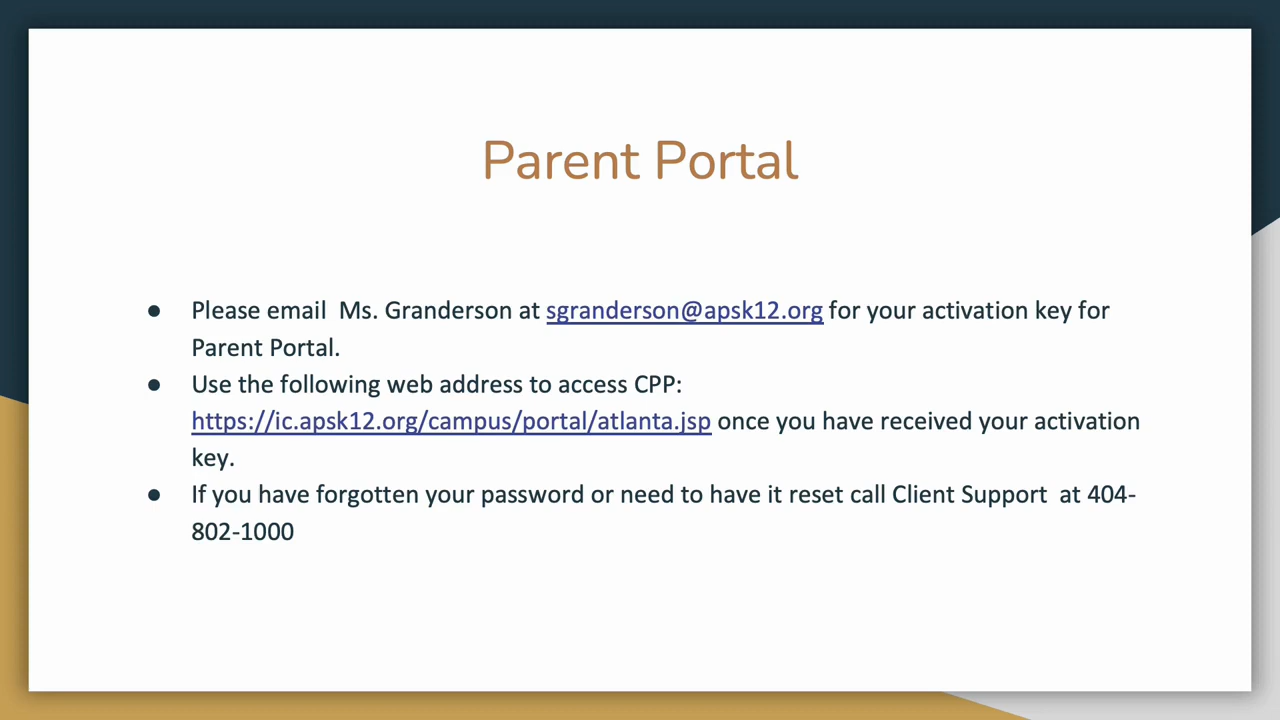 Parent Portal
● Please email  Ms. Granderson at sgranderson@apsk12.org for your activation key for
Parent Portal.
● Use the following web address to access CPP:
https://ic.apsk12.org/campus/portal/atlanta.jsp once you have received your activation
key.
● If you have forgotten your password or need to have it reset call Client Support  at 404-
802-1000